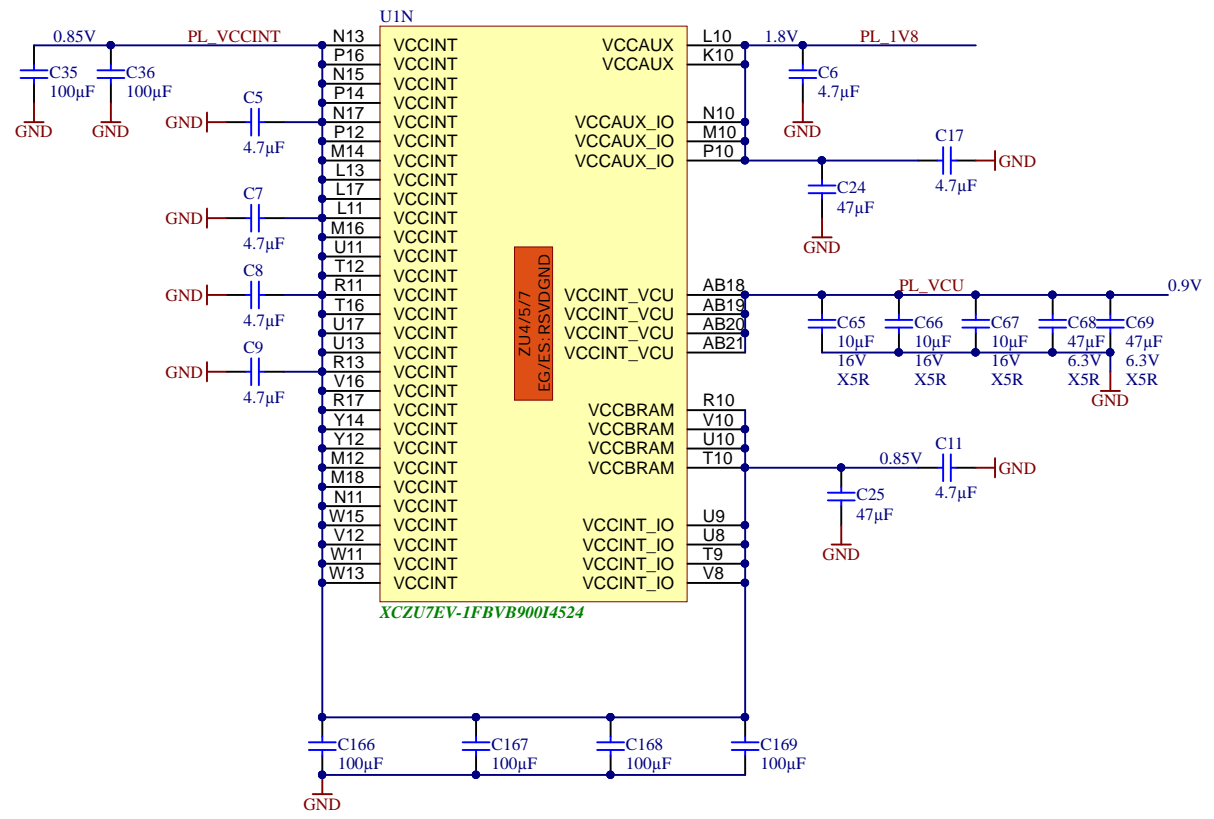 U1N
0.85V
PL_VCCINT
C35
100µF
GND
C36
100µF
GND
GND
C5
4.7µF
GND
C7
4.7µF
GND
C8
4.7µF
GND
C9
4.7µF
N13 VCCINT
P16 VCCINT
N15 VCCINT
P14 VCCINT
N17 VCCINT
P12 VCCINT
M14 VCCINT
L13 VCCINT
L17 VCCINT
L11 VCCINT
M16 VCCINT
U11 VCCINT
T12 VCCINT
R11 VCCINT
T16 VCCINT
U17 VCCINT
U13 VCCINT
R13 VCCINT
V16 VCCINT
R17 VCCINT
Y14 VCCINT
Y12 VCCINT
M12 VCCINT
M18 VCCINT
N11 VCCINT
W15 VCCINT
V12 VCCINT
W11 VCCINT
W13 VCCINT
ZU4/5/7
EG/ES:RSVDGND
VCCAUX L10
VCCAUX K10
VCCAUX_IO N10
VCCAUX_IO M10
VCCAUX_IO P10
VCCINT_VCU AB18
VCCINT_VCU AB19
VCCINT_VCU AB20
VCCINT_VCU AB21
VCCBRAM R10
VCCBRAM V10
VCCBRAM U10
VCCBRAM T10
VCCINT_IO U9
VCCINT_IO U8
VCCINT_IO T9
VCCINT_IO V8
XCZU7EV-1FBVB900I4524
1.8V
PL_1V8
C6
4.7µF
GND
C17
4.7µF
GND
C24
47µF
GND
PL_VCU
0.9V
C65
10µF
16V
X5R
C66
10µF
16V
X5R
C67
10µF
16V
X5R
C68
47µF
6.3V
X5R
C69
47µF
6.3V
X5R
GND
0.85V
C11
4.7µF
GND
C25
47µF
GND
C166
100µF
C167
100µF
C168
100µF
C169
100µF
GND